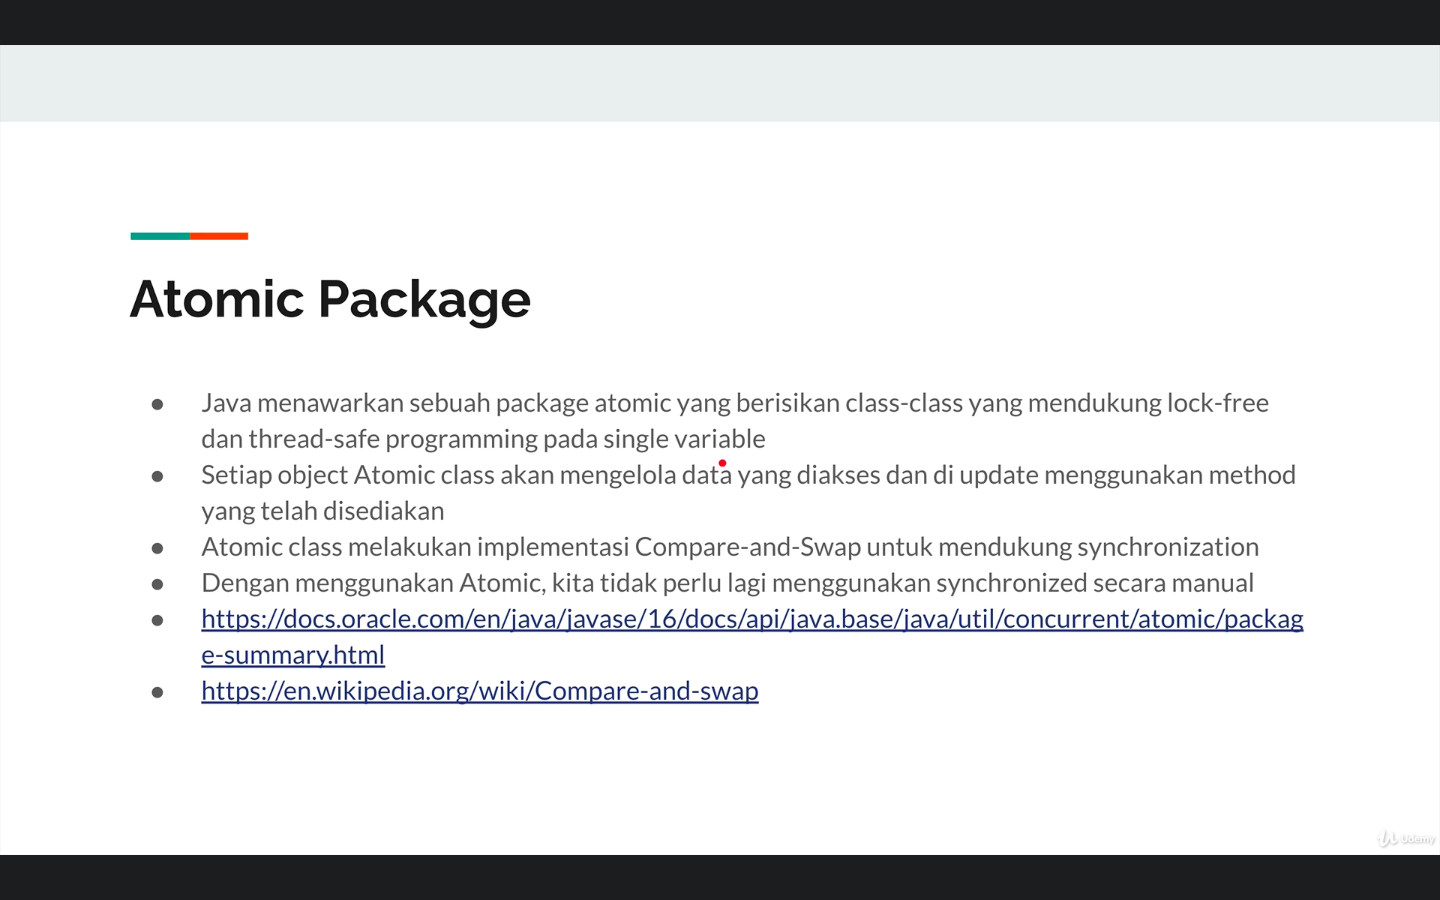 Atomic Package
● Java menawarkan sebuah package atomic yang berisikan class-class yang mendukung lock-free
dan thread-safe programming pada single variable
● Setiap object Atomic class akan mengelola data yang diakses dan di update menggunakan method
yang telah disediakan
● Atomic class melakukan implementasi Compare-and-Swap untuk mendukung synchronization
● Dengan menggunakan Atomic, kita tidak perlu lagi menggunakan synchronized secara manual
● https://docs.oracle.com/en/java/javase/16/docs/api/java.base/java/util/concurrent/atomic/packag
e-summary.html
● https://en.wikipedia.org/wiki/Compare-and-swap
Udemy